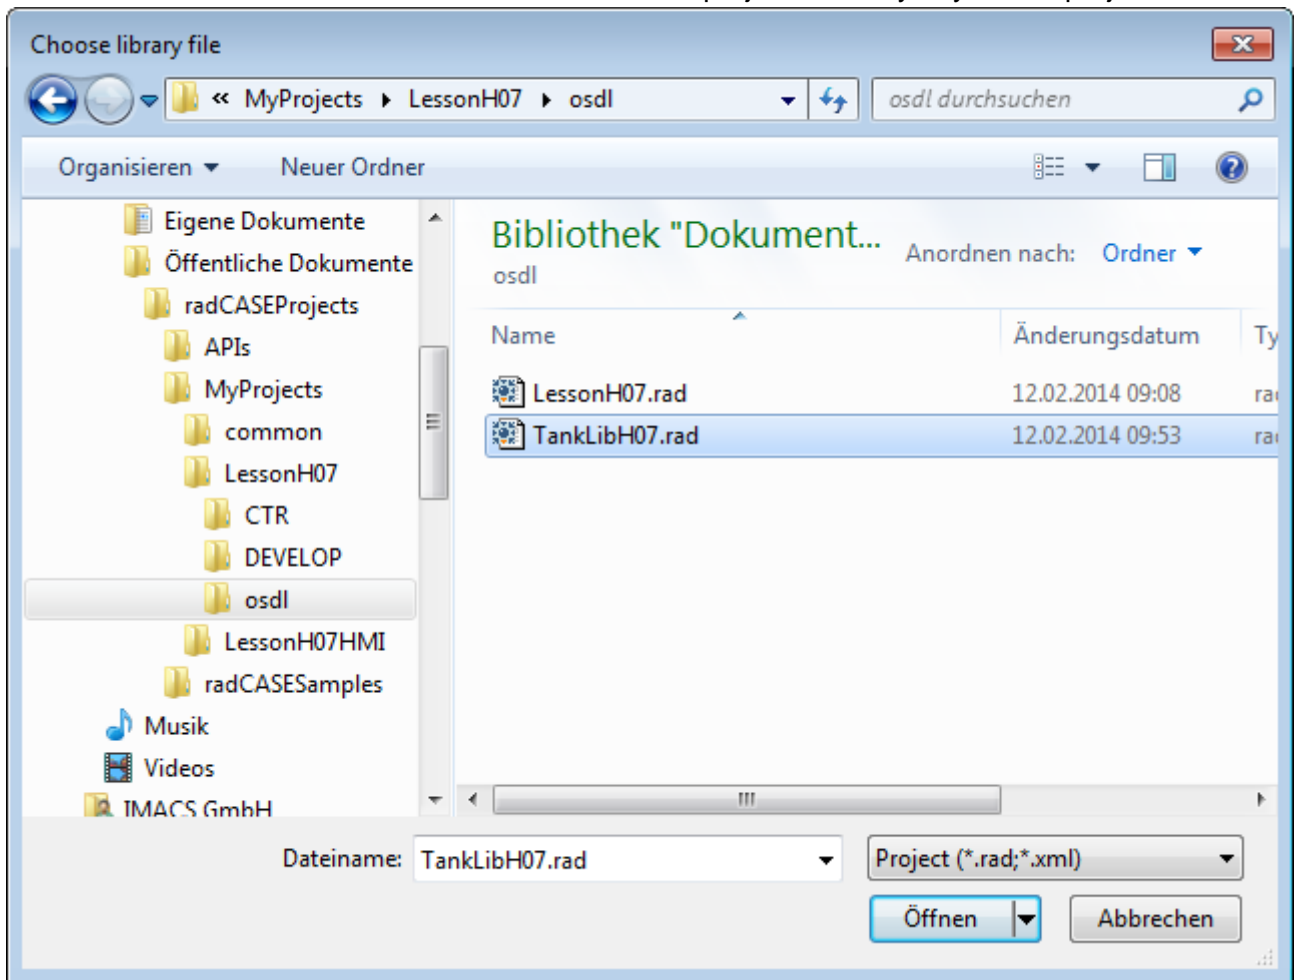 Choose library file
« MyProjects LessonH07 osdl
osdl durchsuchen
Organisieren
Neuer Ordner
Eigene Dokumente
Öffentliche Dokumente
radCASEProjects
APIs
MyProjects
common
LessonH07
CTR
DEVELOP
osdl
LessonH07HMI
radCASESamples
Musik
Videos
IMACS GmbH
Bibliothek "Dokument...
osdl
Anordnen nach: Ordner
Name Änderungsdatum Ty
LessonH07.rad 12.02.2014 09:08 ra
TankLibH07.rad 12.02.2014 09:53 ra
Dateiname: TankLibH07.rad
Project (*.rad;*.xml)
Öffnen
Abbrechen